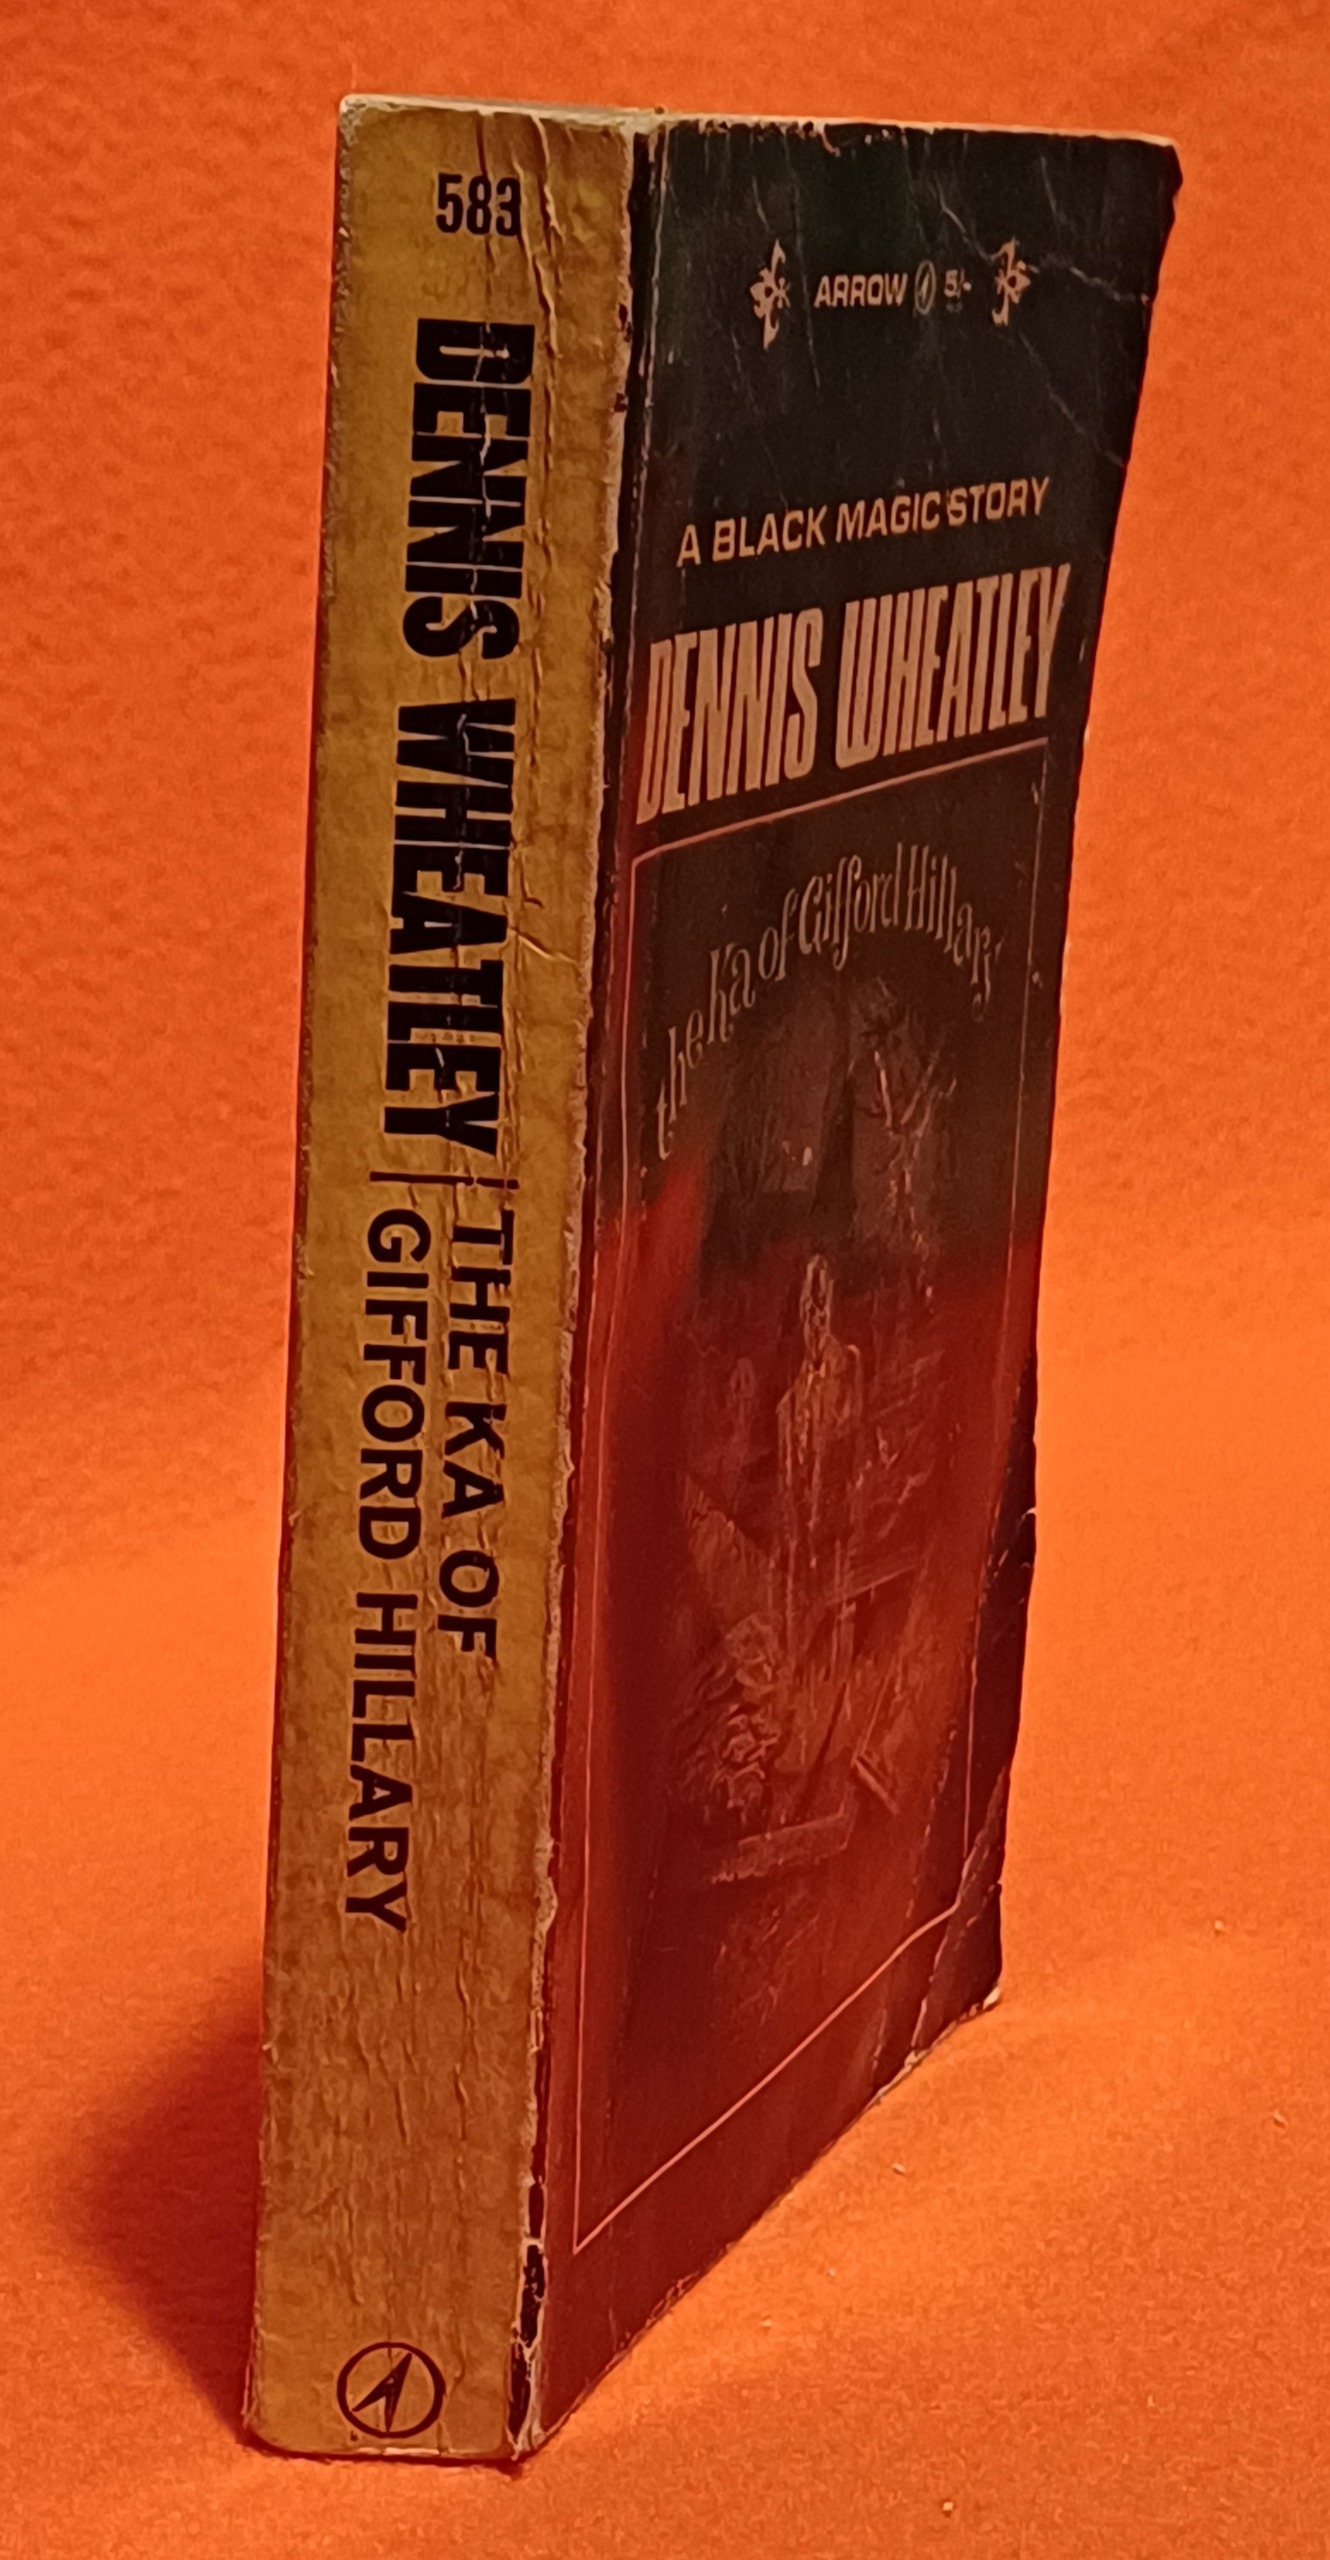 583
DENNIS WHEATLEY
THE KA OF
GIFFORD HILLARY
ARROW 5/-
A BLACK MAGIC STORY
DENNIS WHEATLEY
the Ka of Gifford Hillary